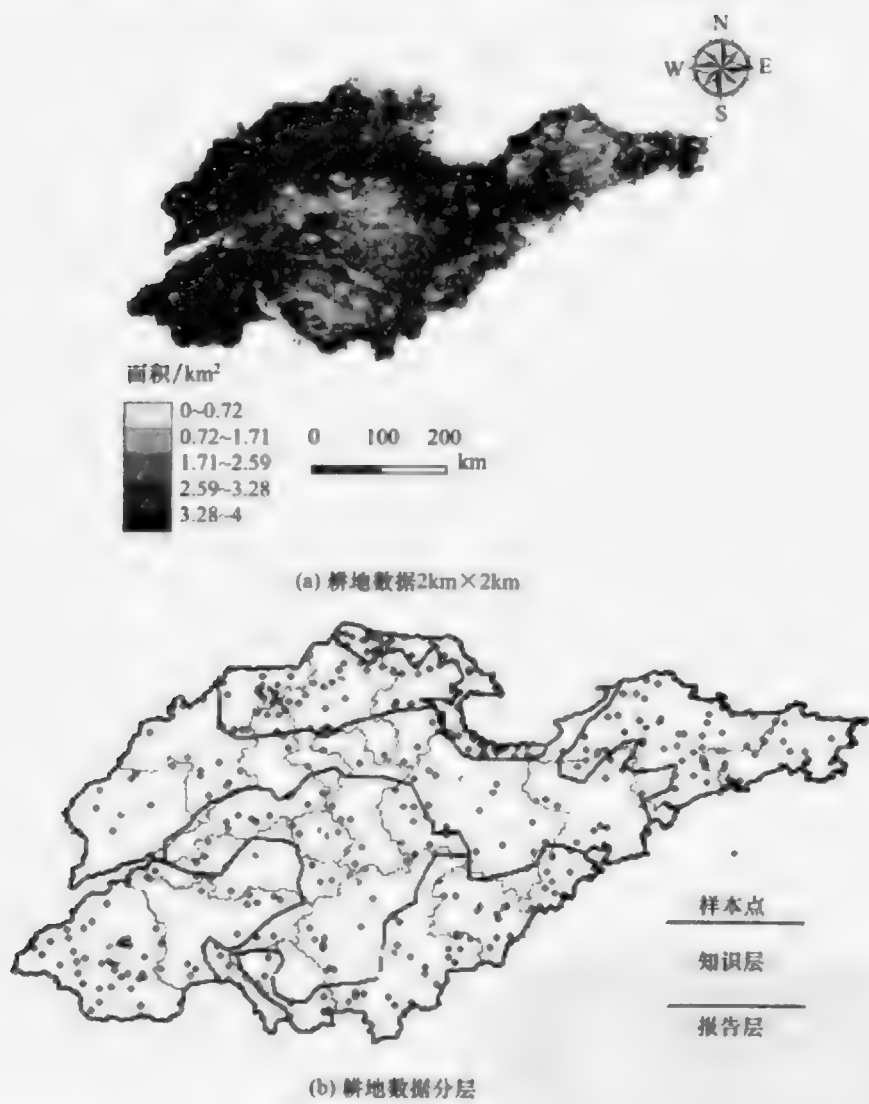 N
W E
S
面积/km²
0~0.72
0.72~1.71
1.71~2.59
2.59~3.28
3.28~4
0 100 200
km
(a) 耕地数据2km×2km
样本点
知识层
报告层
(b) 耕地数据分层